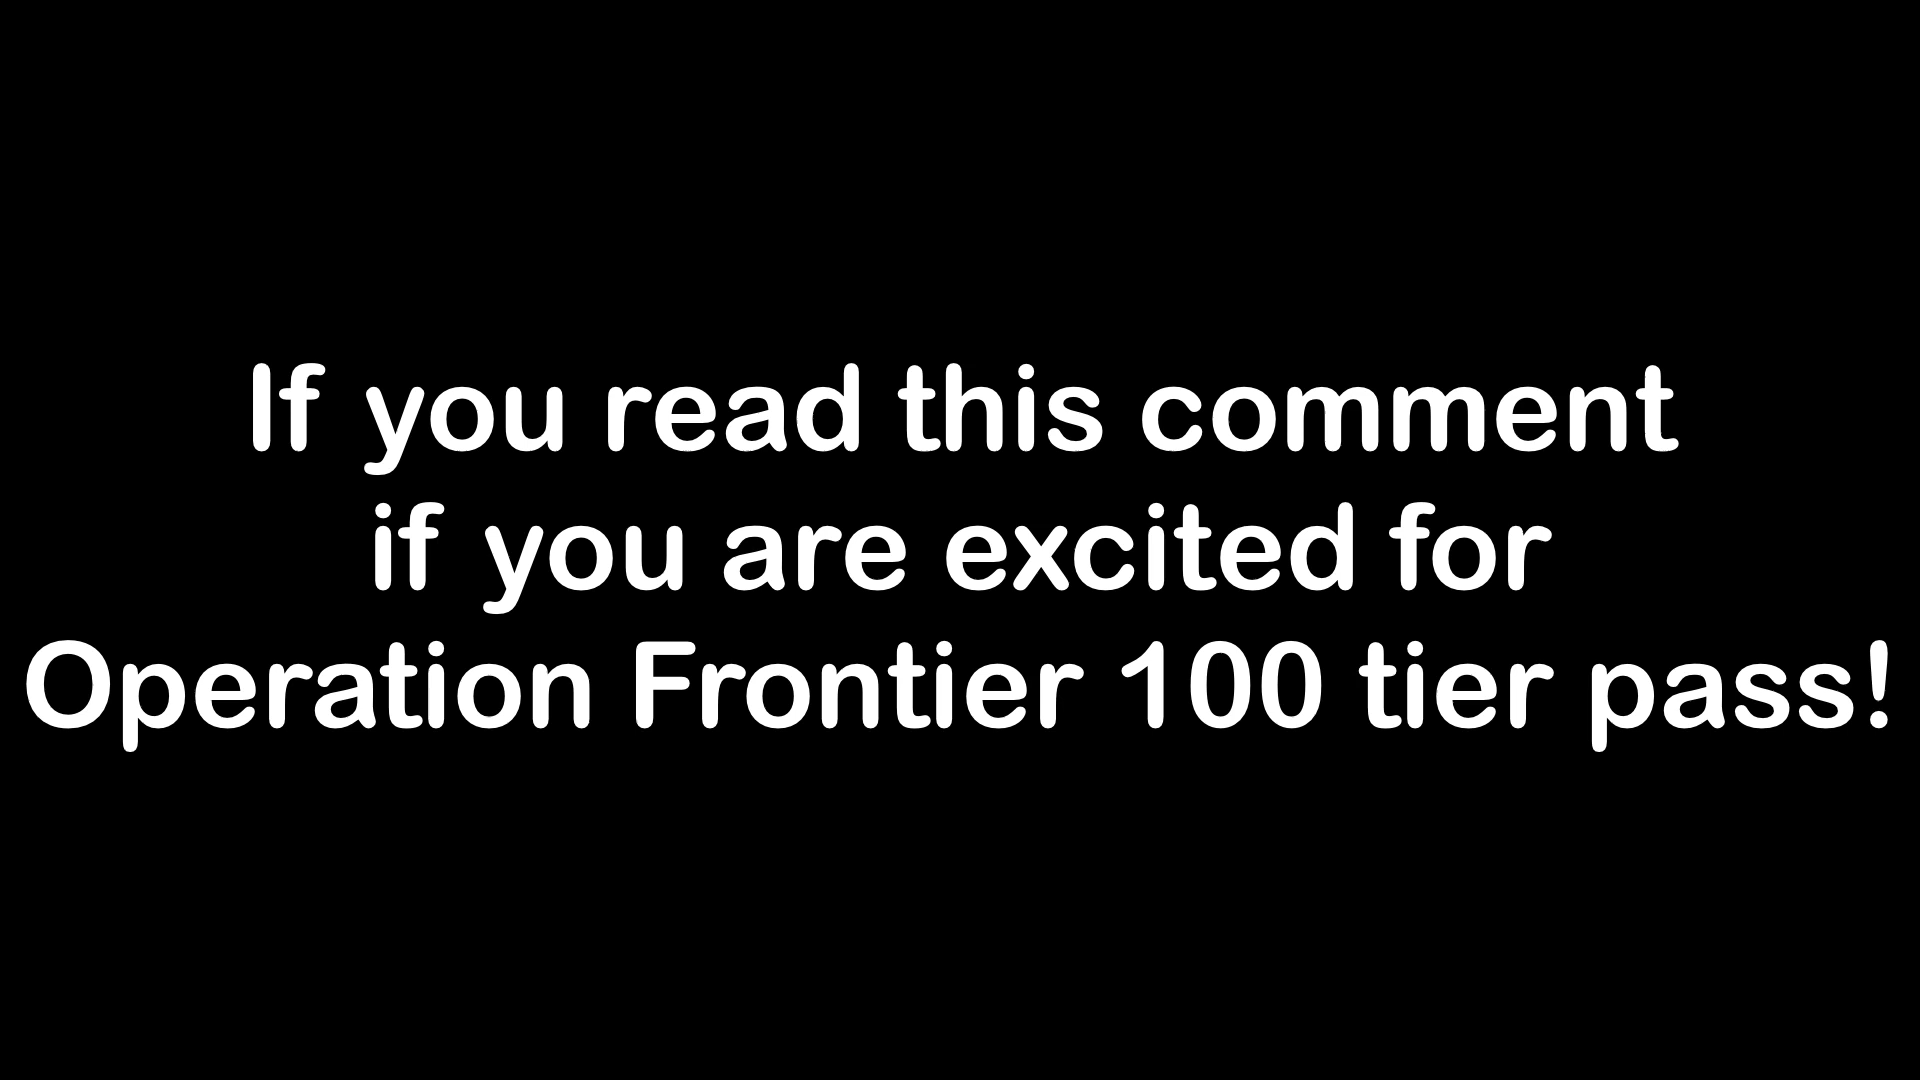 If you read this comment
if you are excited for
Operation Frontier 100 tier pass!